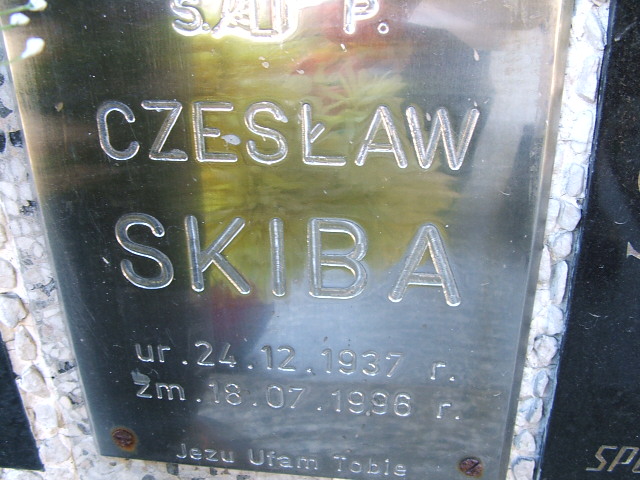 Ś. P.
CZESŁAW
SKIBA
ur. 24.12.1937 r.
zm. 18.07.1996 r.
Jezu Ufam Tobie